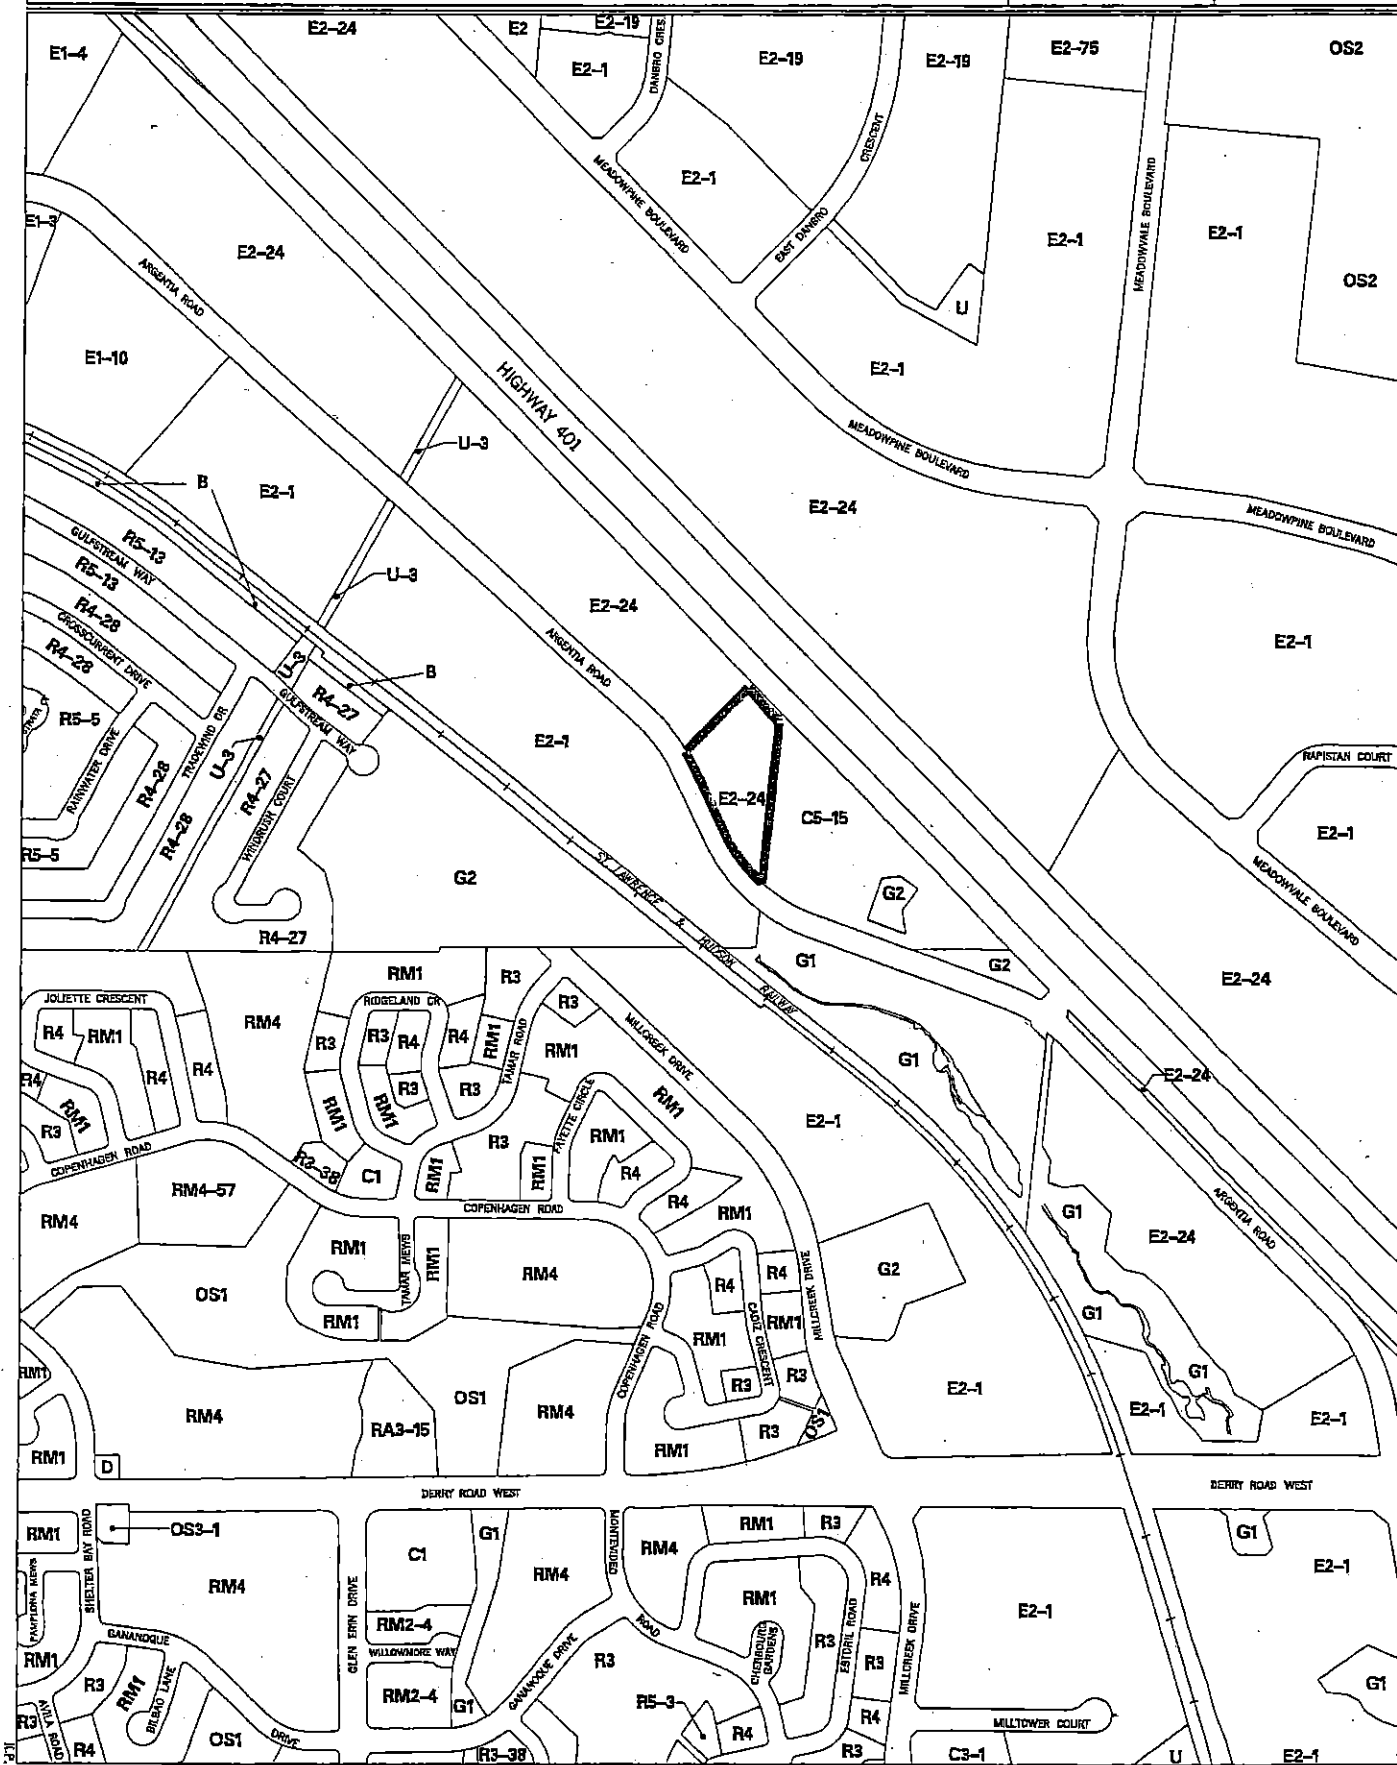 E2-24
E2
E2-19
E1-4
E2-1
DANBRO CRES.
E2-19
E2-19
E2-75
OS2
CRESCENT
MEADOWPINE BOULEVARD
E2-1
MEADOWVALE BOULEVARD
E1-3
E2-24
EAST DANBRO
E2-1
E2-1
OS2
ARGENTIA ROAD
U
E1-10
E2-1
HIGHWAY 401
U-3
MEADOWPINE BOULEVARD
B
E2-1
E2-24
MEADOWPINE BOULEVARD
R5-13
GULFSTREAM WAY
R5-13
U-3
R4-28
E2-24
CROSSCURRENT DRIVE
R4-28
ARGENTIA ROAD
E2-1
U-3
B
R4-27
GULFSTREAM WAY
R5-5
TRADEWIND DR
E2-1
RAINWATER DRIVE
U-3
RAPISTAN COURT
R4-28
R4-27
E2-24
C5-15
R4-28
WINDRUSH COURT
E2-1
R5-5
ST. LAWRENCE & HUDSON RAILWAY
G2
G2
MEADOWVALE BOULEVARD
R4-27
G1
G2
RM1
R3
E2-24
JOLIETTE CRESCENT
RIDGELAND CR
R3
RM4
R4
RM1
R3
R3
R4
R4
RM1
TAMAR ROAD
RM1
MILLCREEK DRIVE
G1
R4
R4
R4
R3
R3
E2-24
RM1
RM1
RM1
FAYETTE CIRCLE
RM1
R3
R3
RM1
E2-1
COPENHAGEN ROAD
R3-38
C1
RM1
RM1
R4
RM4-57
R4
ARGENTIA ROAD
RM4
COPENHAGEN ROAD
RM1
G1
RM1
TAMAR MEWS
RM1
E2-24
RM4
R4
R4
MILLCREEK DRIVE
G2
OS1
RM1
COPENHAGEN ROAD
RM1
CADIZ CRESCENT
RM1
G1
RM1
R3
R3
G1
RM4
OS1
RM4
E2-1
RA3-15
R3
OS1
E2-1
E2-1
RM1
D
RM1
DERRY ROAD WEST
DERRY ROAD WEST
RM1
SHELTER BAY ROAD
OS3-1
G1
MONTEVIDEO
RM4
RM1
R3
G1
C1
PAMPLONA MEWS
RM4
RM4
R4
E2-1
GLEN ERIN DRIVE
RM1
E2-1
RM2-4
ROAD
ESTORIL ROAD
GANANOQUE
WILLOWMORE WAY
GANANOQUE DRIVE
CHERBOURG GARDENS
R3
MILLCREEK DRIVE
RM1
R3
R3
R3
RM1
RM2-4
G1
G1
AVILA ROAD
BILBAO LANE
R5-3
R3
R4
MILLTOWER COURT
R4
OS1
DRIVE
R4
R3-38
R3
C3-1
U
E2-1